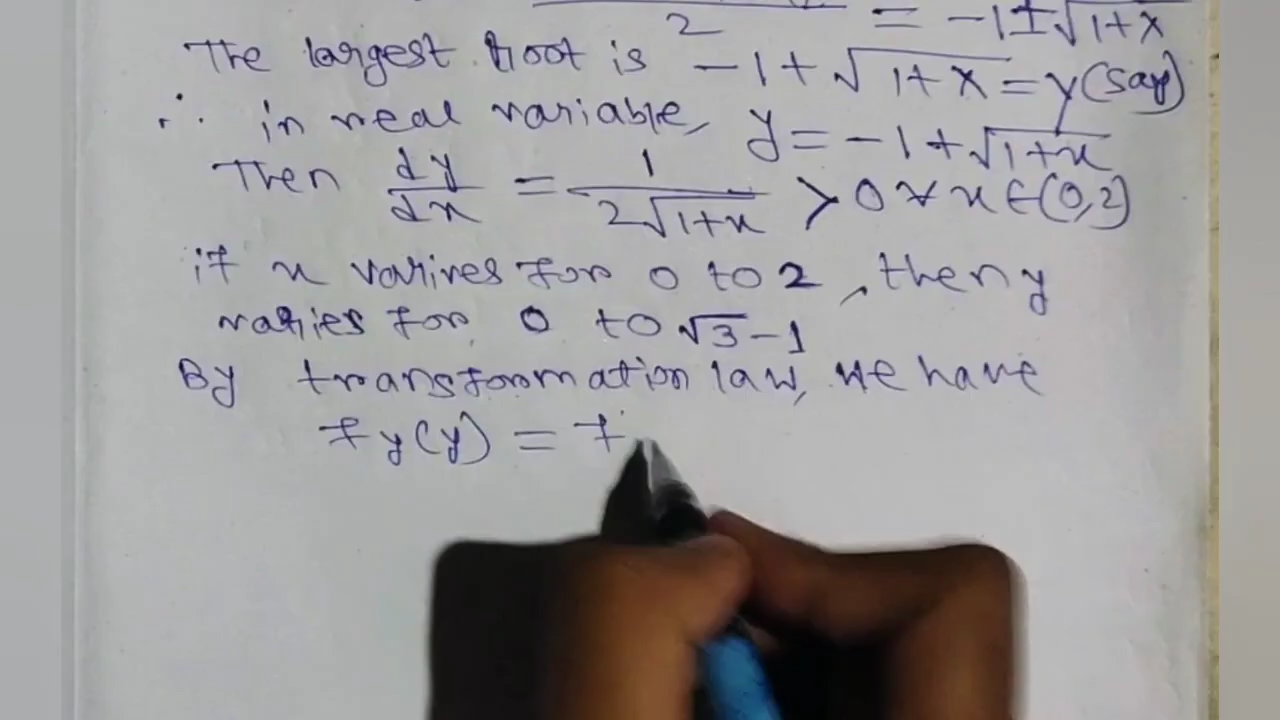 2 = -1±√1+X
The largest root is -1+√1+X = Y(say)
∴ in real variable, y = -1+√1+x
Then dy/dx = 1/2√1+x > 0 ∀ x ∈ (0,2)
if x varires for 0 to 2, then y
varies for 0 to √3-1
By transformation law, we have
fy(y) = f